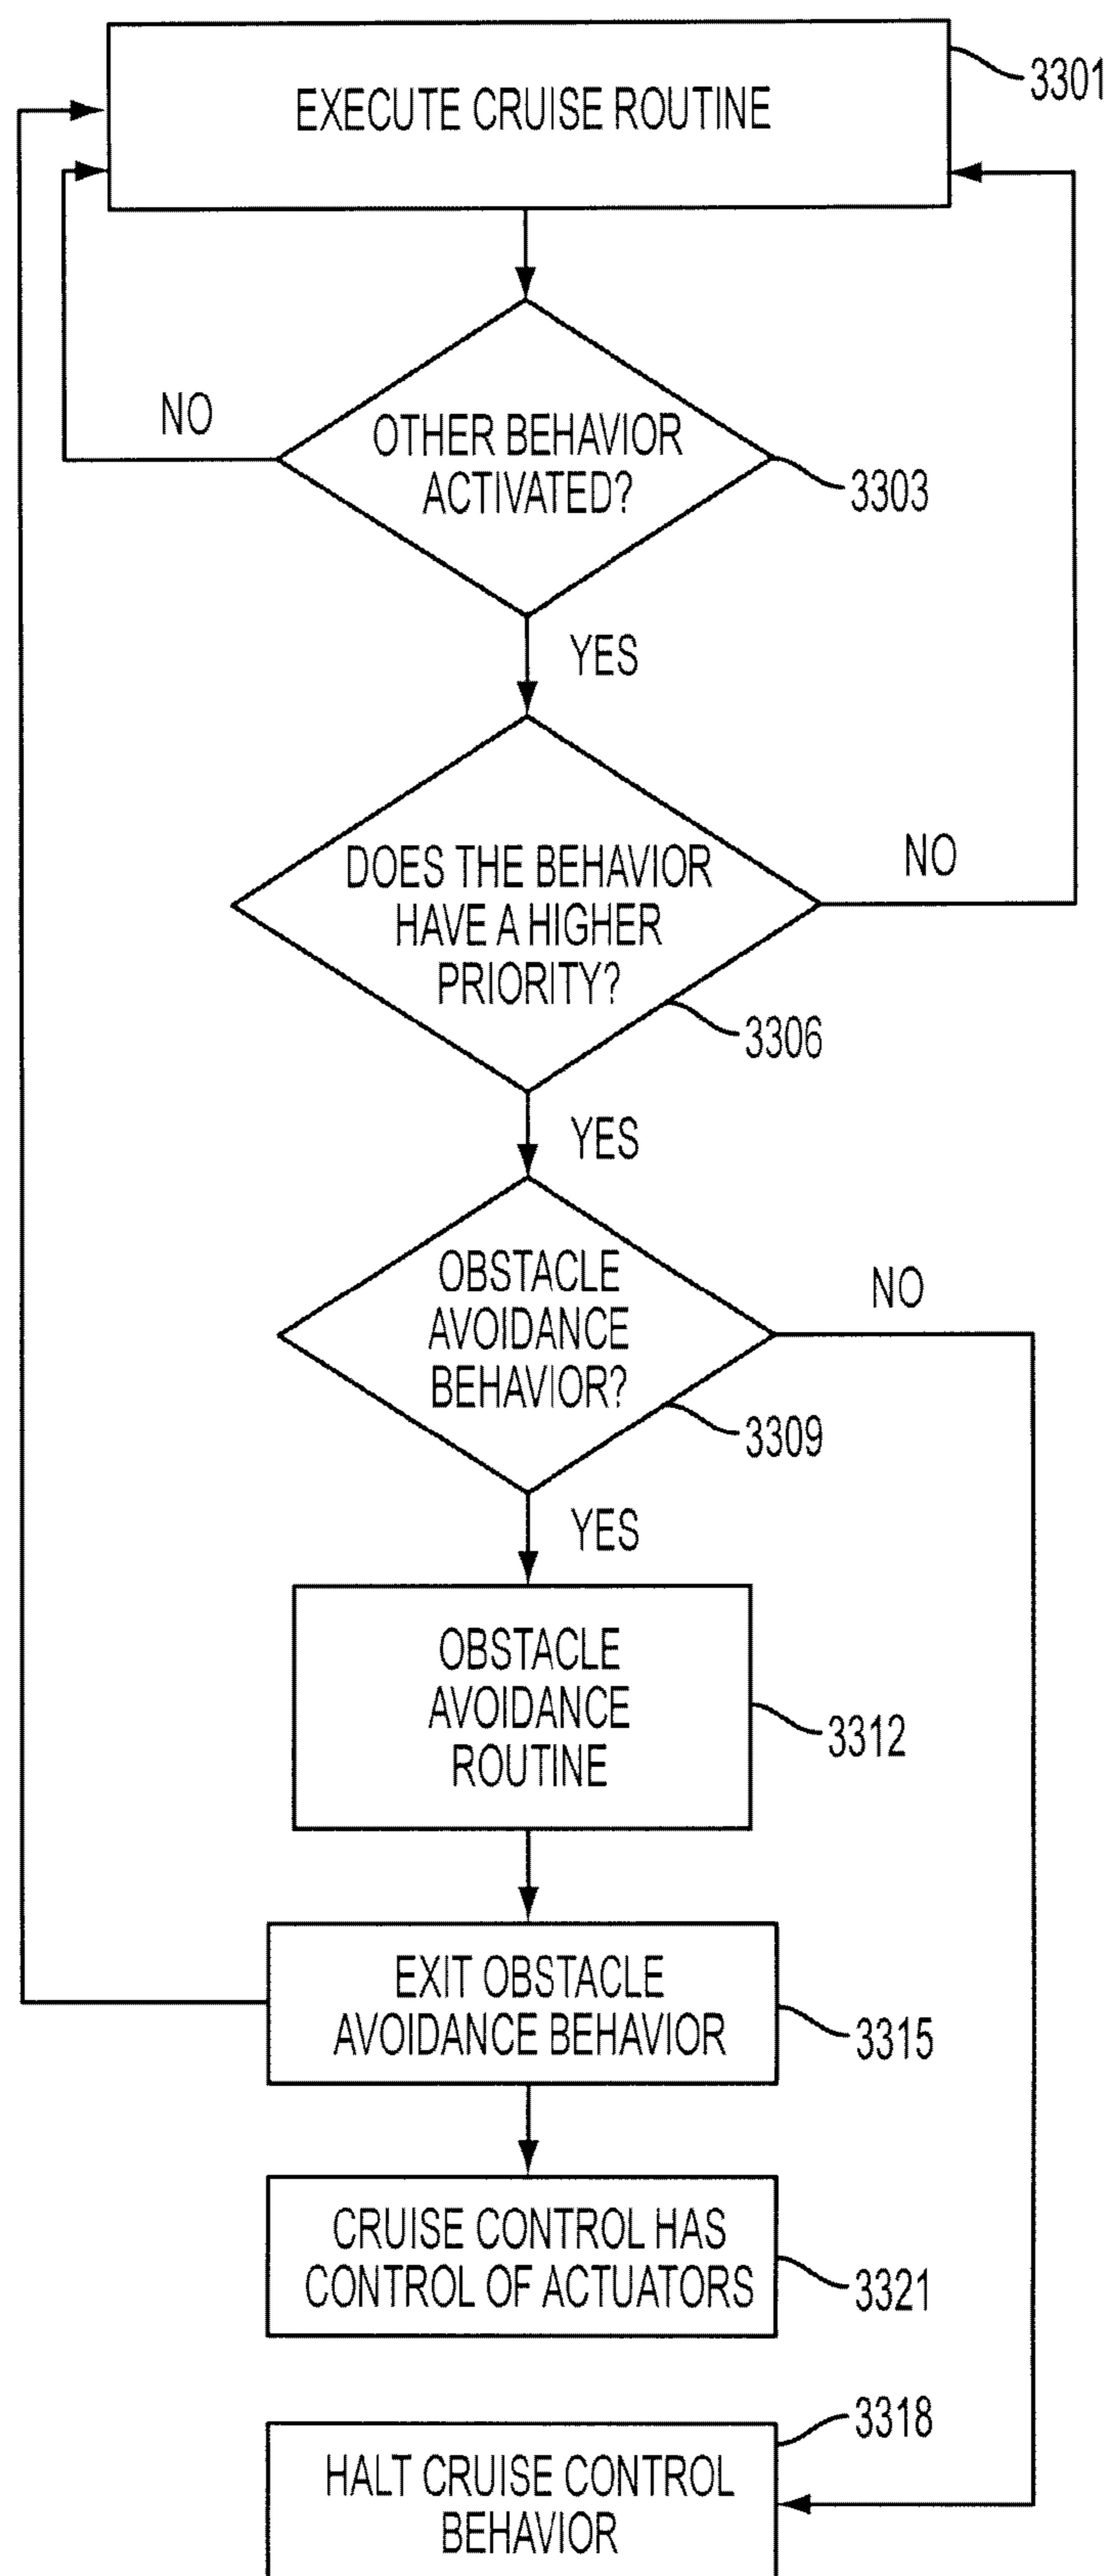 EXECUTE CRUISE ROUTINE
3301
NO
OTHER BEHAVIOR
ACTIVATED?
3303
YES
DOES THE BEHAVIOR
HAVE A HIGHER
PRIORITY?
NO
3306
YES
OBSTACLE
AVOIDANCE
BEHAVIOR?
NO
3309
YES
OBSTACLE
AVOIDANCE
ROUTINE
3312
EXIT OBSTACLE
AVOIDANCE BEHAVIOR
3315
CRUISE CONTROL HAS
CONTROL OF ACTUATORS
3321
3318
HALT CRUISE CONTROL
BEHAVIOR